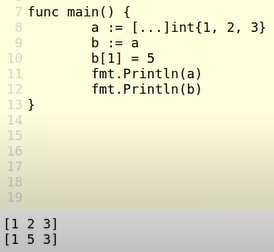 7 func main() {
8 a := [...]int{1, 2, 3}
9 b := a
10 b[1] = 5
11 fmt.Println(a)
12 fmt.Println(b)
13 }
14
15
16
17
18
19
[1 2 3]
[1 5 3]